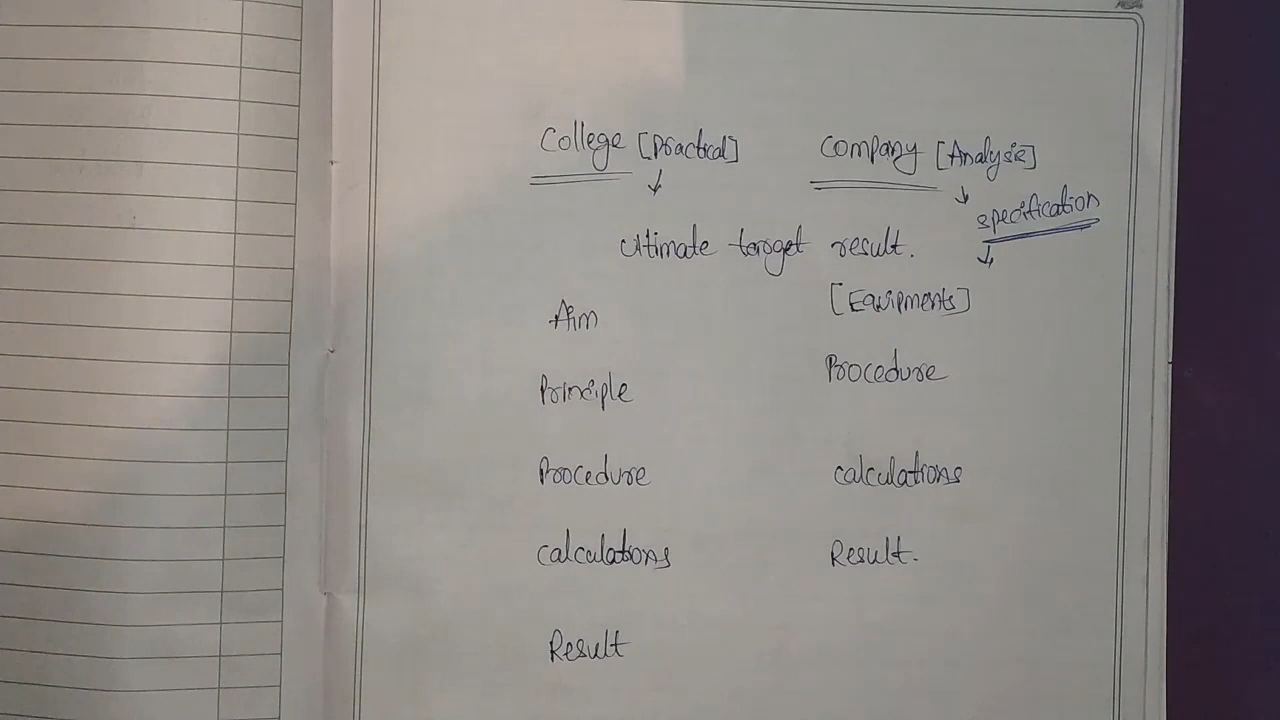 College [Practical]
Company [Analysis]
specification
Ultimate target result.
[Equipments]
Aim
Principle
Procedure
calculations
Result
Procedure
calculations
Result.